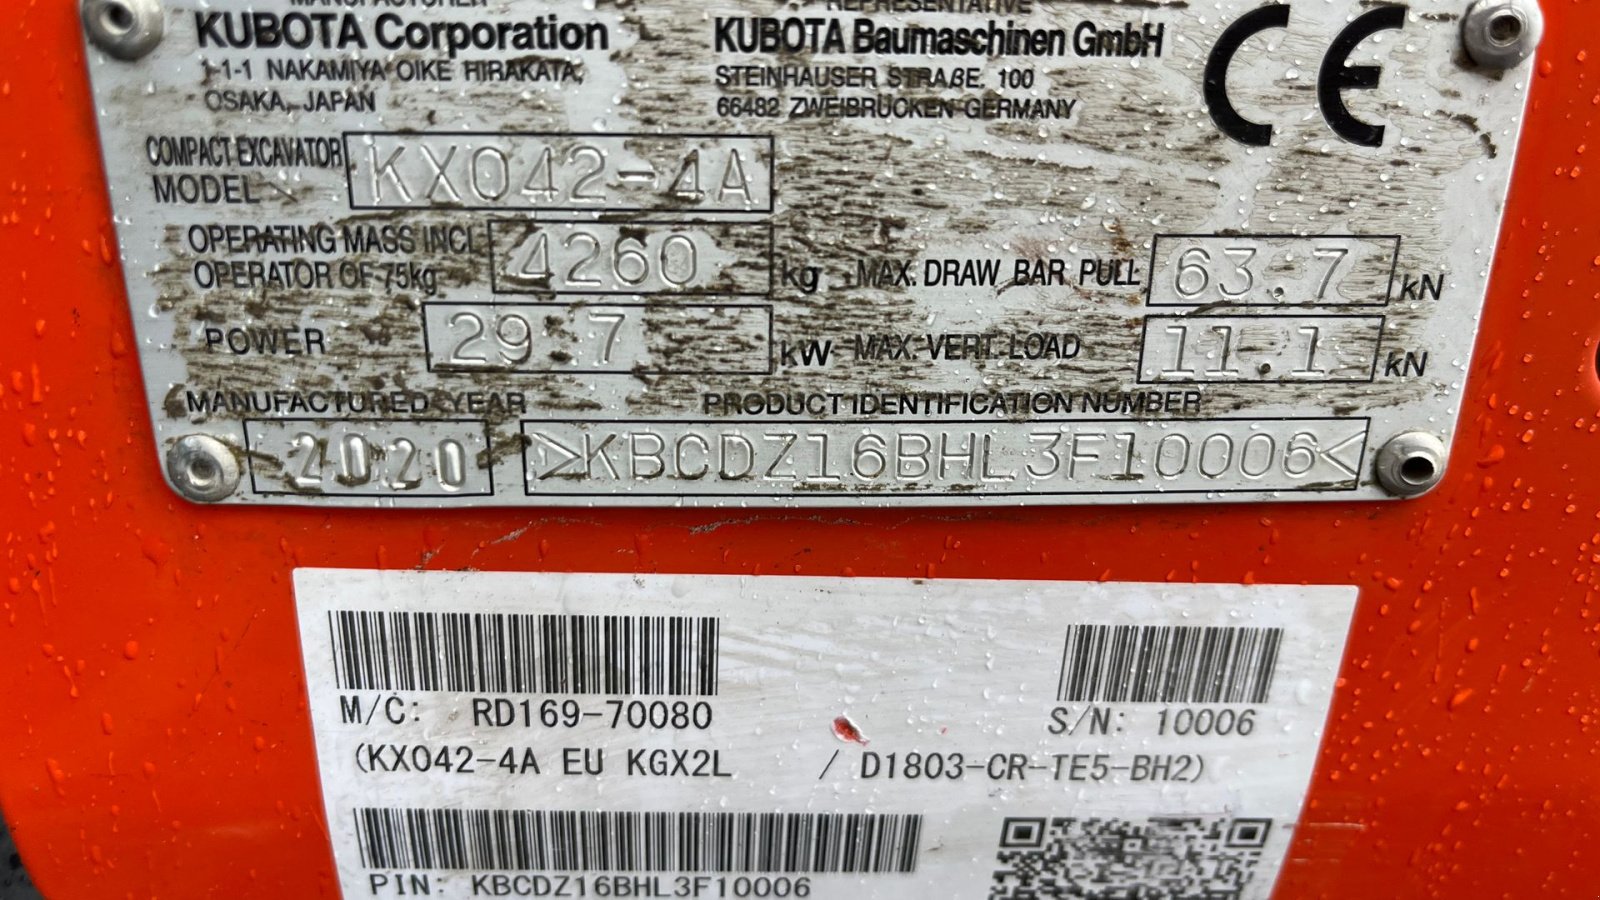 MANUFACTURER
KUBOTA Corporation
1-1-1 NAKAMIYA OIKE HIRAKATA,
OSAKA, JAPAN
REPRESENTATIVE
KUBOTA Baumaschinen GmbH
STEINHAUSER STRAßE, 100
66482 ZWEIBRÜCKEN GERMANY
CE
COMPACT EXCAVATOR
MODEL
KX042-4A
OPERATING MASS INCL
OPERATOR OF 75kg
4260 kg
MAX. DRAW BAR PULL 63.7 kN
POWER 29.7 kW
MAX. VERT. LOAD 11.1 kN
MANUFACTURED YEAR
2020
PRODUCT IDENTIFICATION NUMBER
>KBCDZ16BHL3F10006<
M/C: RD169-70080
S/N: 10006
(KX042-4A EU KGX2L / D1803-CR-TE5-BH2)
PIN: KBCDZ16BHL3F10006